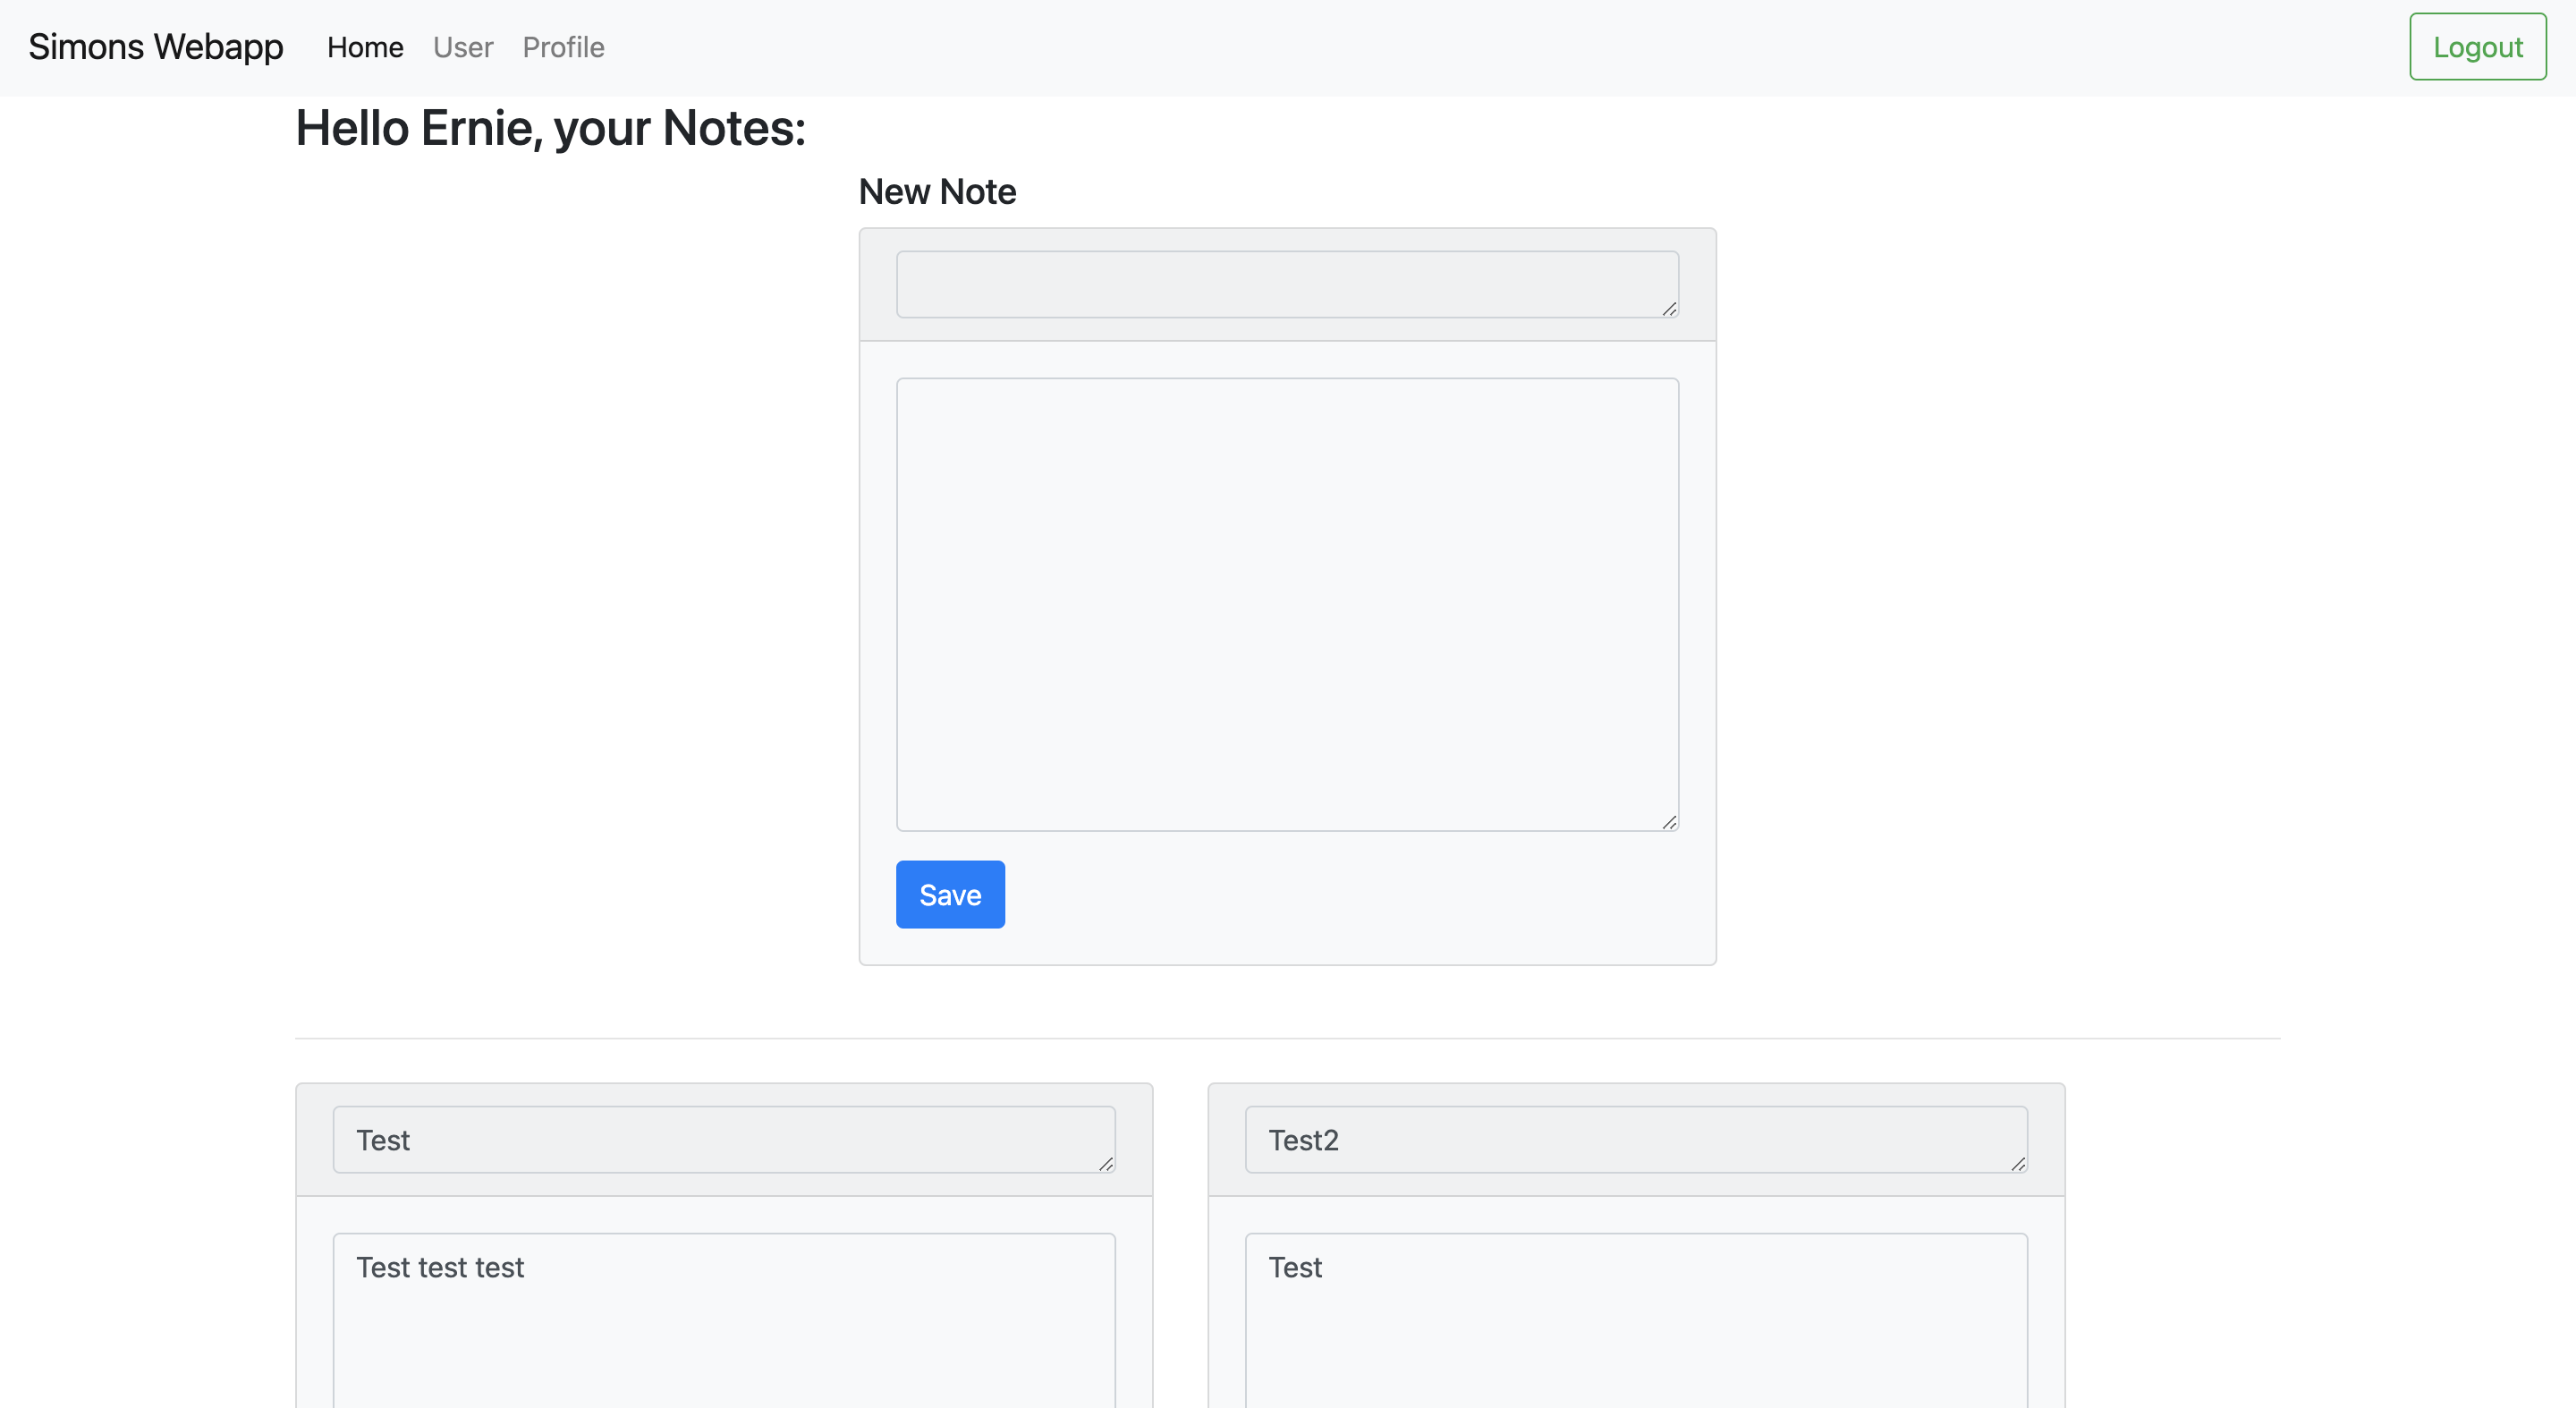 Simons Webapp Home User Profile Logout
Hello Ernie, your Notes:
New Note
Save
Test
Test test test
Test2
Test